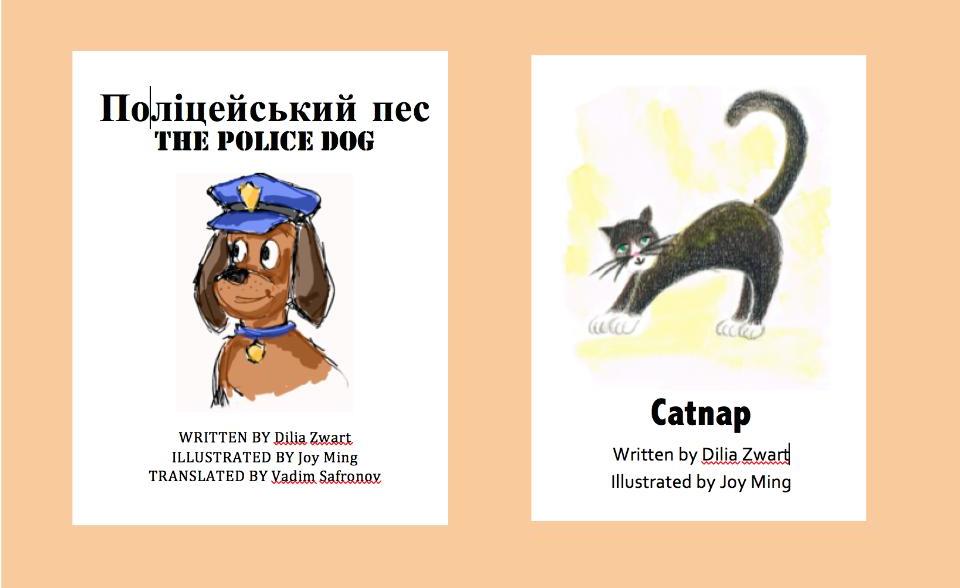 Поліцейський пес
THE POLICE DOG
WRITTEN BY Dilia Zwart
ILLUSTRATED BY Joy Ming
TRANSLATED BY Vadim Safronov
Catnap
Written by Dilia Zwart
Illustrated by Joy Ming